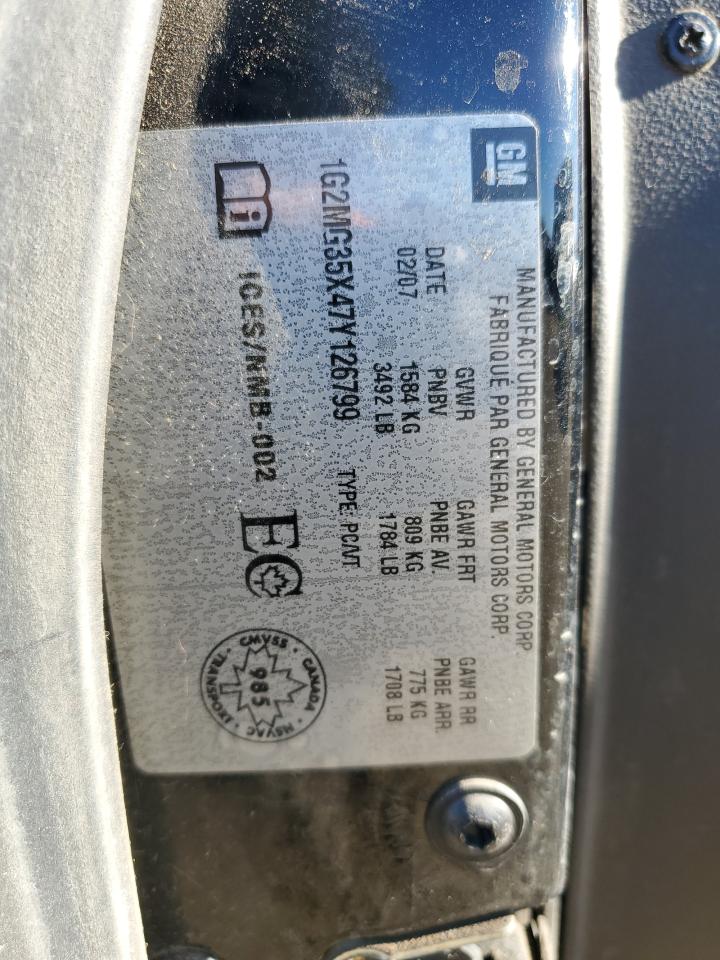 GM
MANUFACTURED BY GENERAL MOTORS CORP
FABRIQUÉ PAR GENERAL MOTORS CORP.
DATE GVWR GAWR FRT GAWR RR
PNBV PNBE AV. PNBE ARR.
02/07 1584 KG 809 KG 775 KG
3492 LB 1784 LB 1708 LB
1G2MG35X47Y126799 TYPE: PC/VT
i ICES/NMB-002 EC
CANADA • MSVAC • TRANSPORT • CMVSS •
985